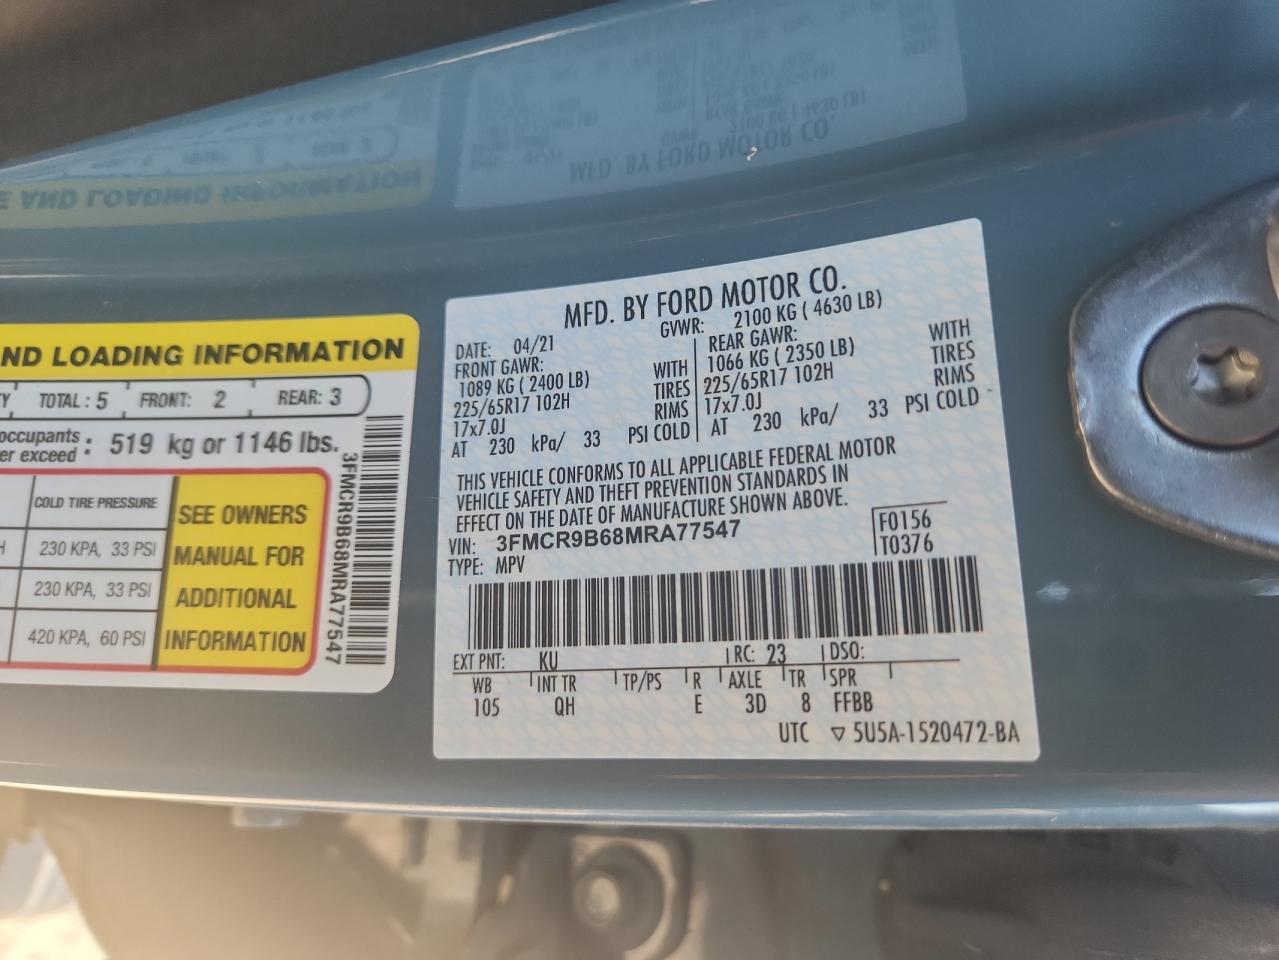 ND LOADING INFORMATION
TY TOTAL : 5 FRONT: 2 REAR: 3
occupants
er exceed : 519 kg or 1146 lbs.
COLD TIRE PRESSURE
H 230 KPA, 33 PSI
230 KPA, 33 PSI
420 KPA, 60 PSI
SEE OWNERS
MANUAL FOR
ADDITIONAL
INFORMATION
3FMCR9B68MRA77547
MFD. BY FORD MOTOR CO.
DATE: 04/21 GVWR: 2100 KG ( 4630 LB)
FRONT GAWR: REAR GAWR:
1089 KG ( 2400 LB) WITH 1066 KG ( 2350 LB) WITH
225/65R17 102H TIRES 225/65R17 102H TIRES
17x7.0J RIMS 17x7.0J RIMS
AT 230 kPa/ 33 PSI COLD AT 230 kPa/ 33 PSI COLD
THIS VEHICLE CONFORMS TO ALL APPLICABLE FEDERAL MOTOR
VEHICLE SAFETY AND THEFT PREVENTION STANDARDS IN
EFFECT ON THE DATE OF MANUFACTURE SHOWN ABOVE.
VIN: 3FMCR9B68MRA77547 F0156
TYPE: MPV T0376
EXT PNT: KU RC: 23 DSO:
WB INT TR TP/PS R AXLE TR SPR
105 QH E 3D 8 FFBB
UTC ▽ 5U5A-1520472-BA